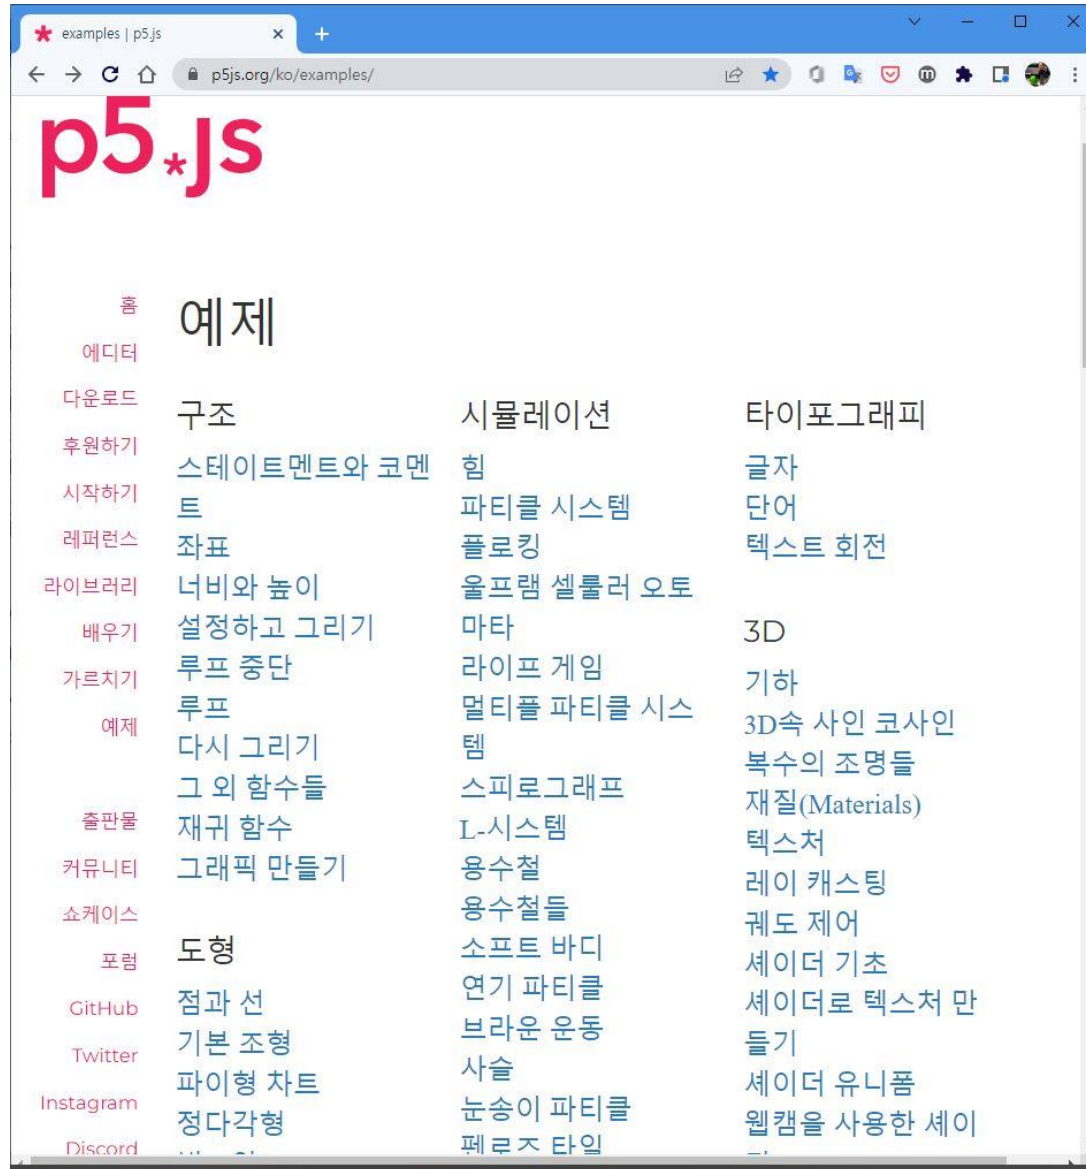 examples | p5.js
p5js.org/ko/examples/
p5*js
홈
에디터
다운로드
후원하기
시작하기
레퍼런스
라이브러리
배우기
가르치기
예제
출판물
커뮤니티
쇼케이스
포럼
GitHub
Twitter
Instagram
Discord
예제
구조
스테이트멘트와 코멘
트
좌표
너비와 높이
설정하고 그리기
루프 중단
루프
다시 그리기
그 외 함수들
재귀 함수
그래픽 만들기
도형
점과 선
기본 조형
파이형 차트
정다각형
시뮬레이션
힘
파티클 시스템
플로킹
울프램 셀룰러 오토
마타
라이프 게임
멀티플 파티클 시스
템
스피로그래프
L-시스템
용수철
용수철들
소프트 바디
연기 파티클
브라운 운동
사슬
눈송이 파티클
펜로즈 타일
타이포그래피
글자
단어
텍스트 회전
3D
기하
3D속 사인 코사인
복수의 조명들
재질(Materials)
텍스처
레이 캐스팅
궤도 제어
셰이더 기초
셰이더로 텍스처 만
들기
셰이더 유니폼
웹캠을 사용한 셰이